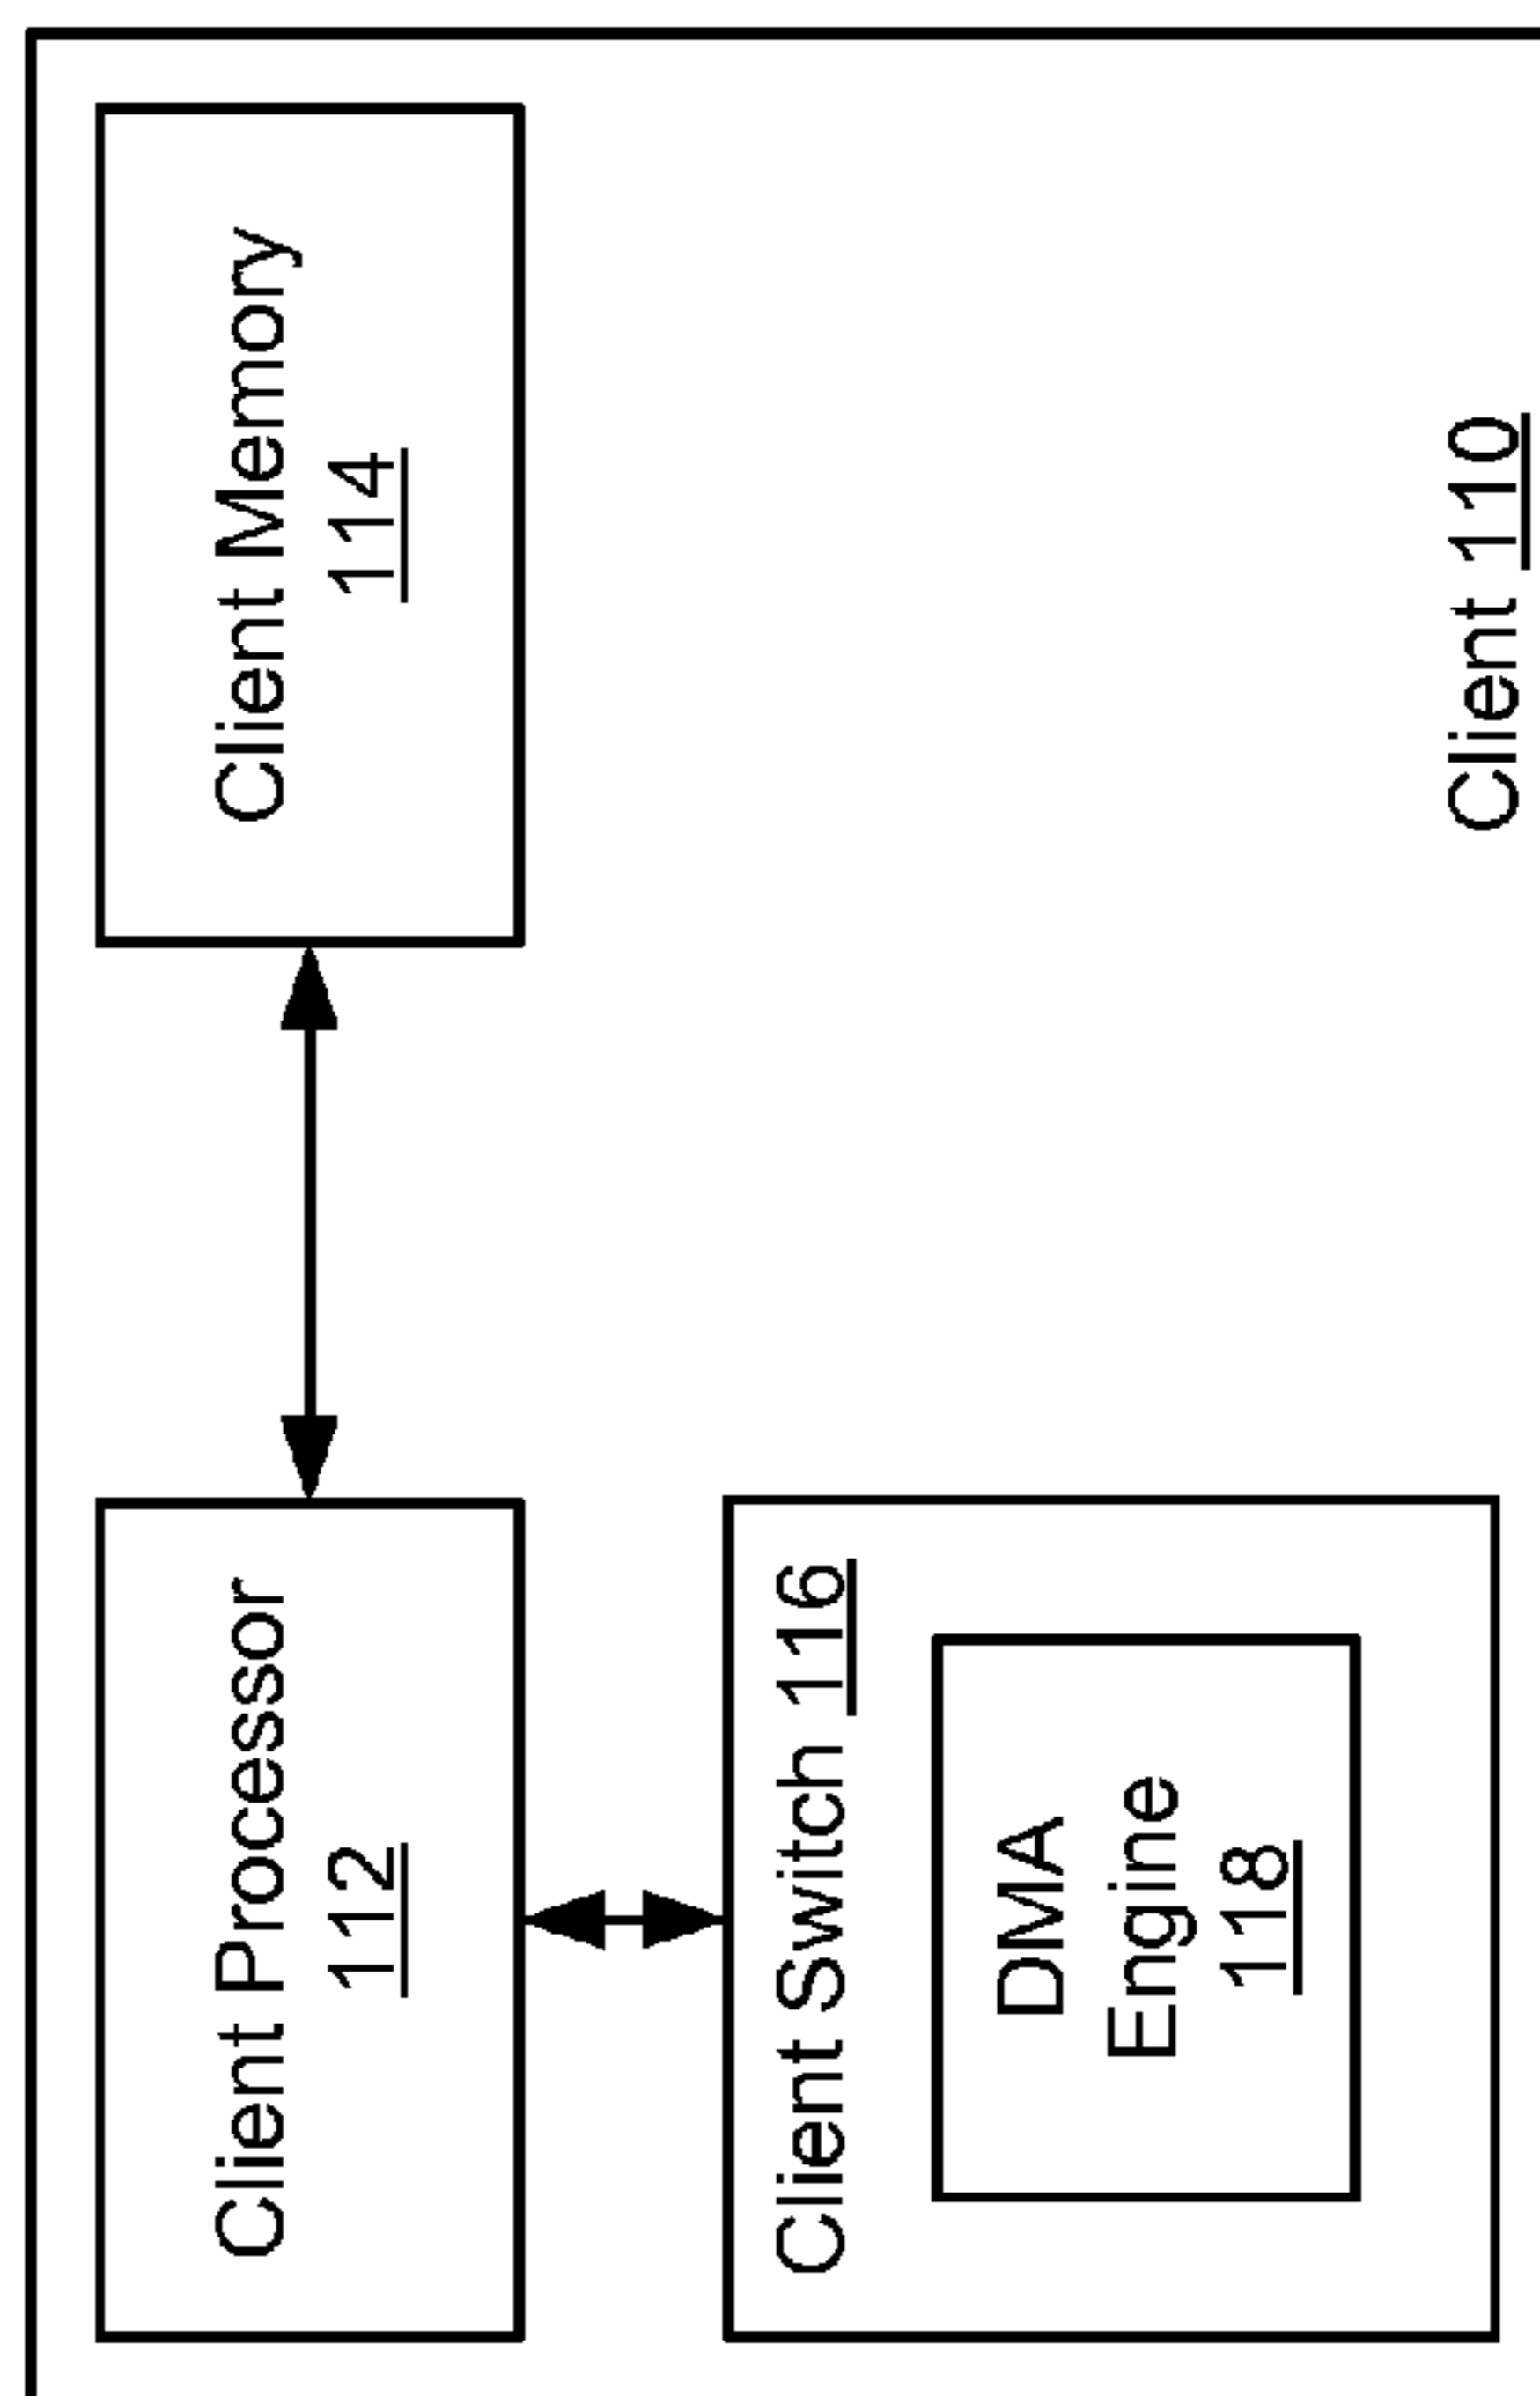 Client Processor
112
Client Memory
114
Client Switch 116
DMA
Engine
118
Client 110